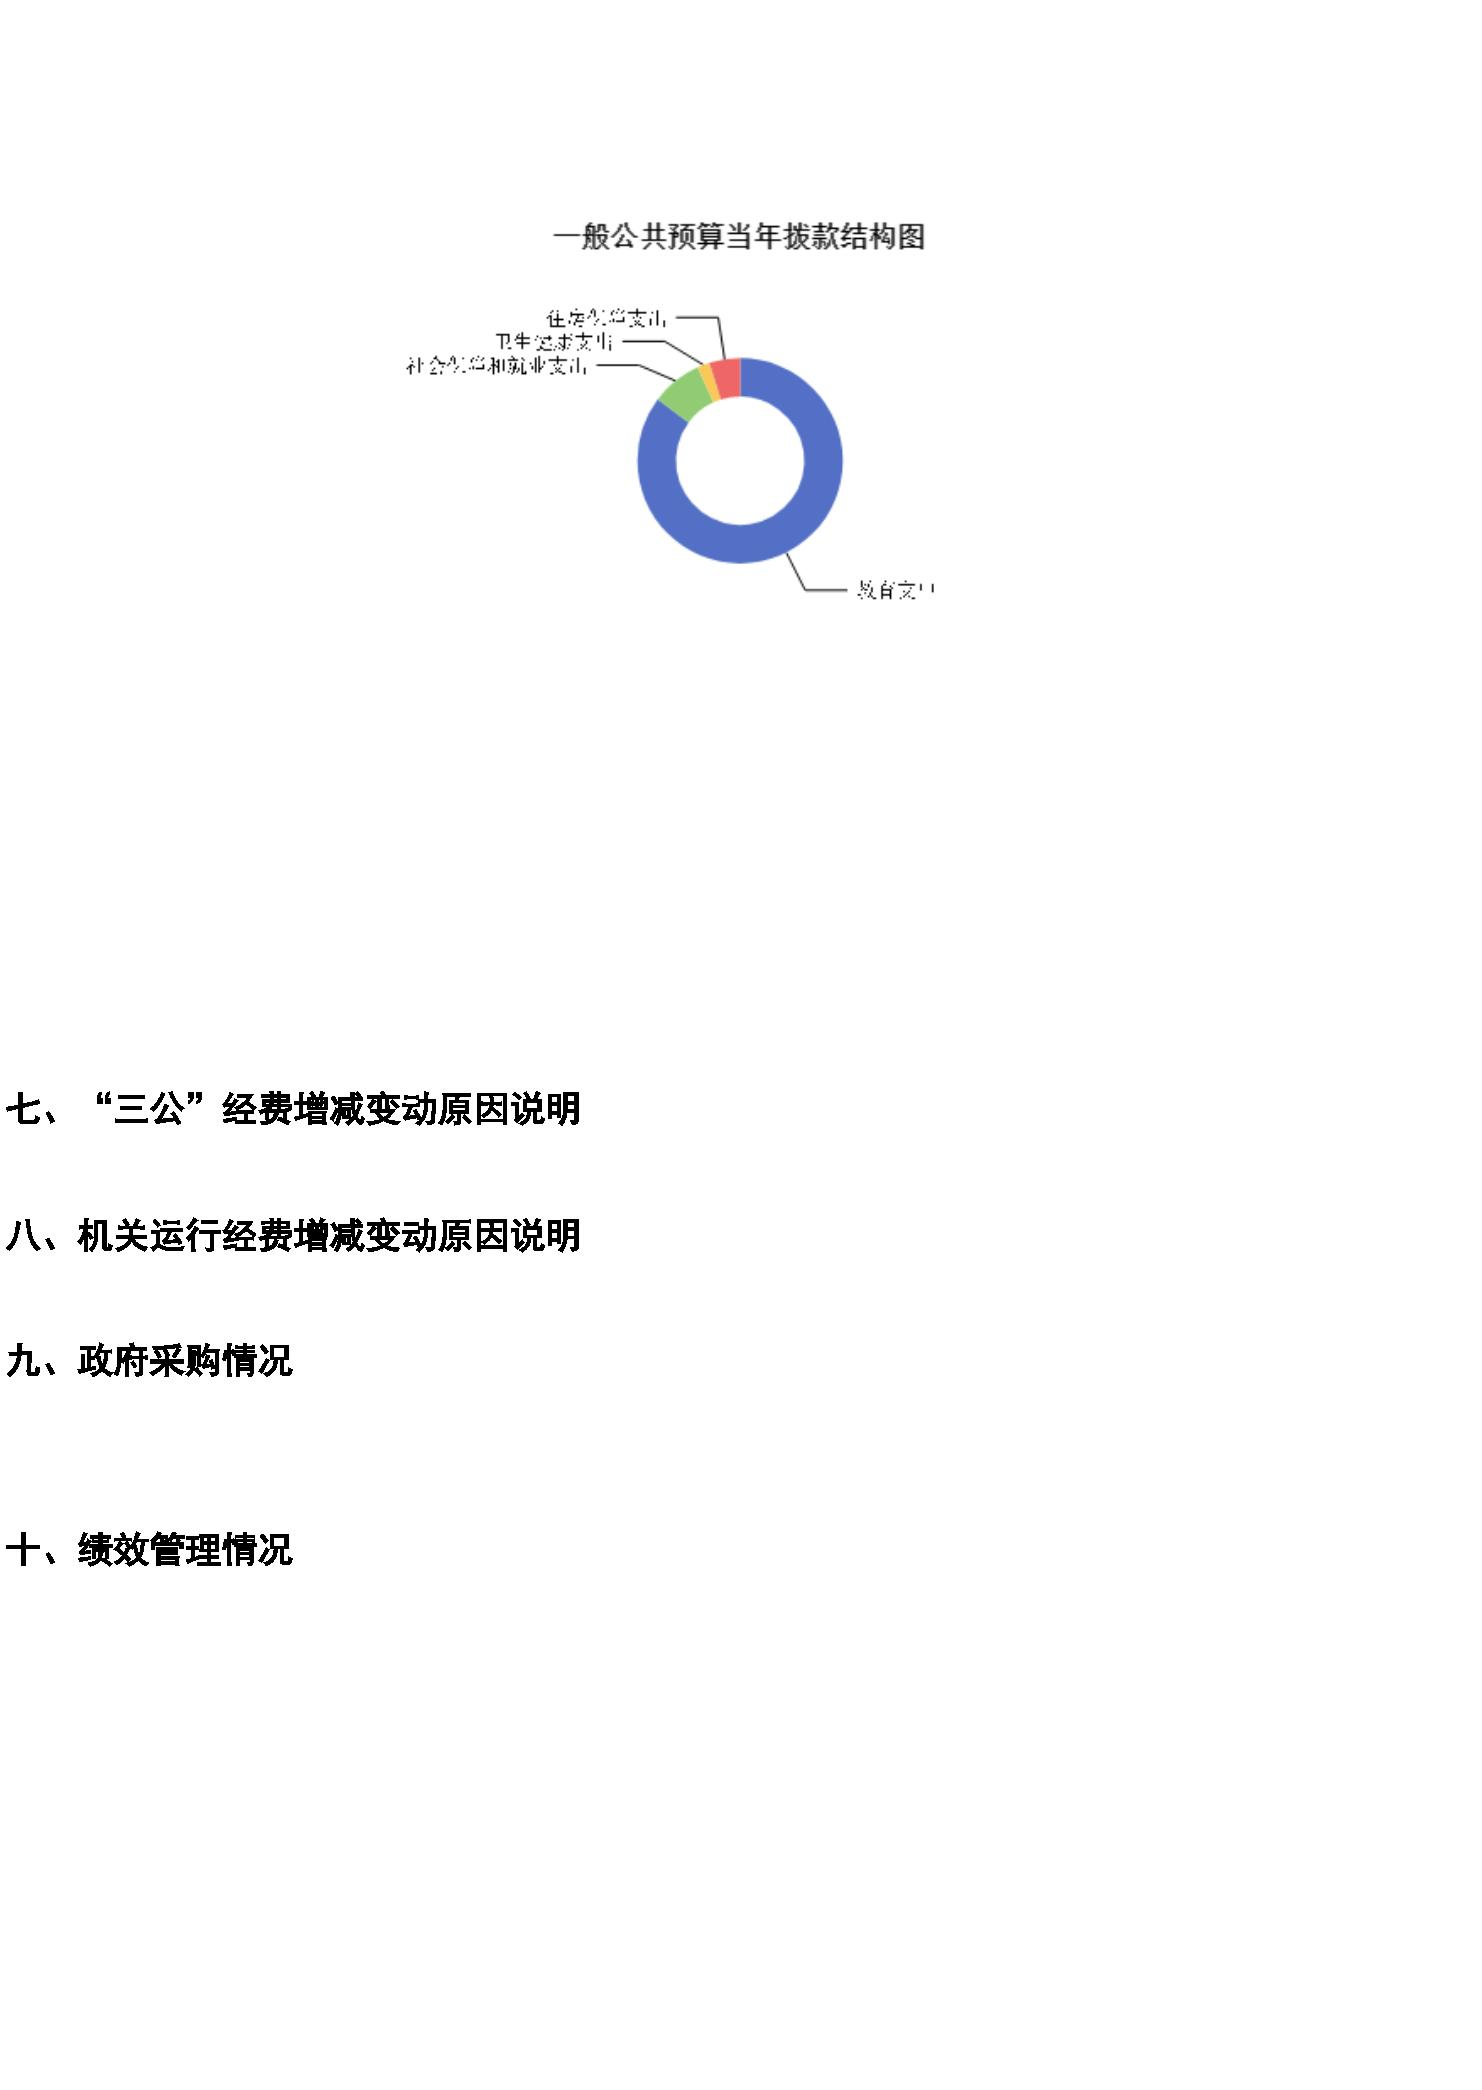 一般公共预算当年拨款结构图
住房保障支出
卫生健康支出
社会保障和就业支出
教育支出
七、“三公”经费增减变动原因说明
八、机关运行经费增减变动原因说明
九、政府采购情况
十、绩效管理情况